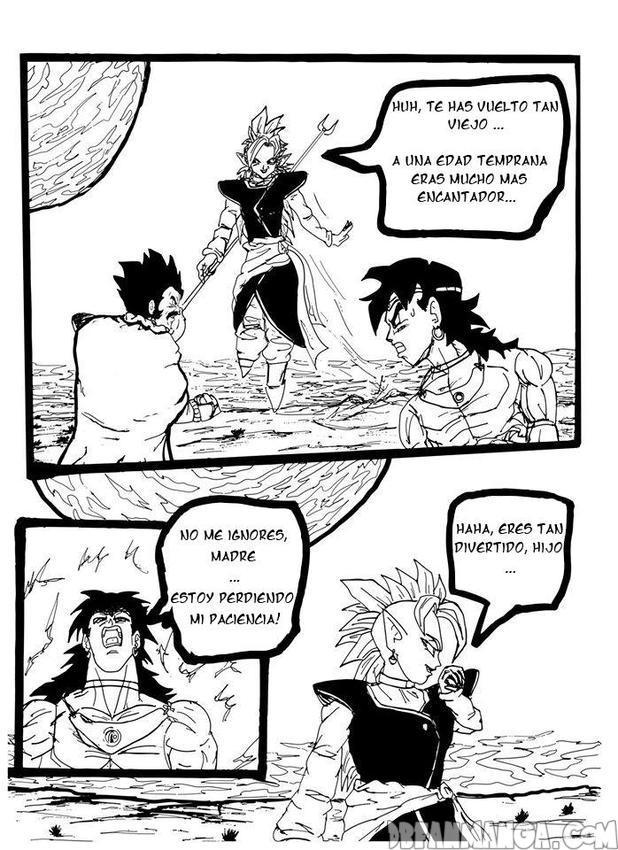 HUH, TE HAS VUELTO TAN
VIEJO ...
A UNA EDAD TEMPRANA
ERAS MUCHO MAS
ENCANTADOR...
NO ME IGNORES,
MADRE
...
ESTOY PERDIENDO
MI PACIENCIA!
HAHA, ERES TAN
DIVERTIDO, HIJO
...
DREAMMANGA.COM